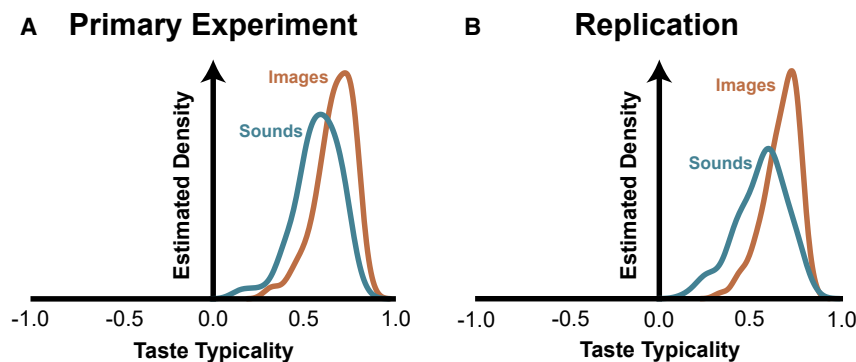 A Primary Experiment
Estimated Density
Images
Sounds
-1.0 -0.5 0.0 0.5 1.0
Taste Typicality
B Replication
Estimated Density
Images
Sounds
-1.0 -0.5 0.0 0.5 1.0
Taste Typicality